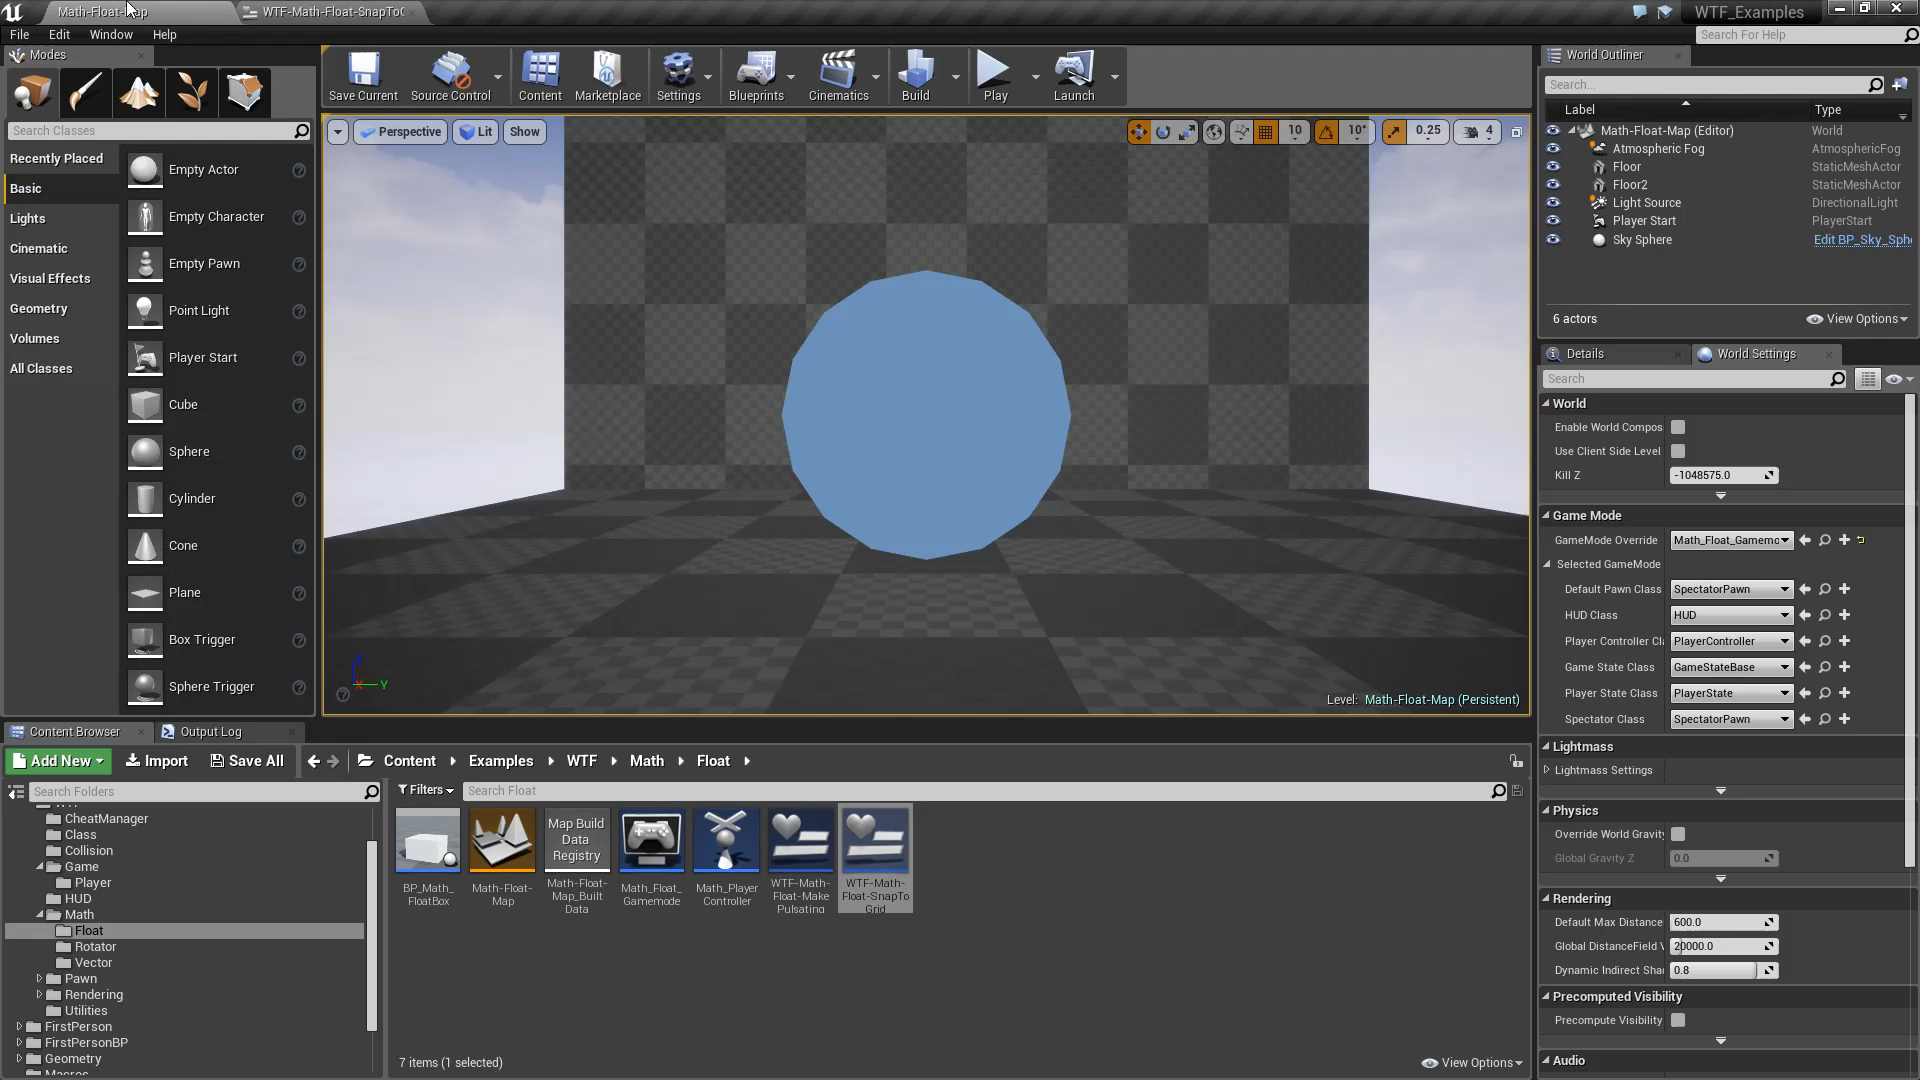 Math-Float-Map
WTF-Math-Float-SnapToG
WTF_Examples
File Edit Window Help
Search For Help
Modes
Save Current
Source Control
Content
Marketplace
Settings
Blueprints
Cinematics
Build
Play
Launch
Search Classes
Recently Placed
Basic
Lights
Cinematic
Visual Effects
Geometry
Volumes
All Classes
Empty Actor
Empty Character
Empty Pawn
Point Light
Player Start
Cube
Sphere
Cylinder
Cone
Plane
Box Trigger
Sphere Trigger
Perspective Lit Show
10 10° 0.25 4
Z
X Y
Level: Math-Float-Map (Persistent)
World Outliner
Search...
Label Type
Math-Float-Map (Editor) World
Atmospheric Fog AtmosphericFog
Floor StaticMeshActor
Floor2 StaticMeshActor
Light Source DirectionalLight
Player Start PlayerStart
Sky Sphere Edit BP_Sky_Sph
6 actors View Options
Details World Settings
Search
World
Enable World Compos
Use Client Side Level
Kill Z -1048575.0
Game Mode
GameMode Override Math_Float_Gamemo
Selected GameMode
Default Pawn Class SpectatorPawn
HUD Class HUD
Player Controller Cl PlayerController
Game State Class GameStateBase
Player State Class PlayerState
Spectator Class SpectatorPawn
Lightmass
Lightmass Settings
Physics
Override World Gravit
Global Gravity Z 0.0
Rendering
Default Max Distance 600.0
Global DistanceField V 20000.0
Dynamic Indirect Sha 0.8
Precomputed Visibility
Precompute Visibility
Audio
Content Browser Output Log
Add New Import Save All Content Examples WTF Math Float
Search Folders
WTF
CheatManager
Class
Collision
Game
Player
HUD
Math
Float
Rotator
Vector
Pawn
Rendering
Utilities
FirstPerson
FirstPersonBP
Geometry
Macros
Filters Search Float
BP_Math_
FloatBox
Math-Float-
Map
Map Build
Data
Registry
Math-Float-
Map_Built
Data
Math_Float_
Gamemode
Math_Player
Controller
WTF-Math-
Float-Make
Pulsating
WTF-Math-
Float-SnapTo
Grid
7 items (1 selected) View Options